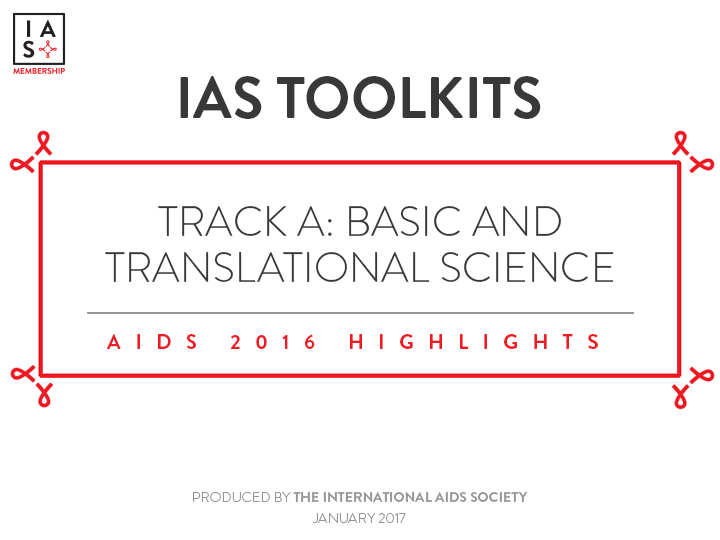 IAS
MEMBERSHIP
IAS TOOLKITS
TRACK A: BASIC AND
TRANSLATIONAL SCIENCE
AIDS 2016 HIGHLIGHTS
PRODUCED BY THE INTERNATIONAL AIDS SOCIETY
JANUARY 2017